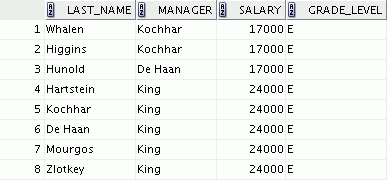 LAST_NAME MANAGER SALARY GRADE_LEVEL
1 Whalen Kochhar 17000 E
2 Higgins Kochhar 17000 E
3 Hunold De Haan 17000 E
4 Hartstein King 24000 E
5 Kochhar King 24000 E
6 De Haan King 24000 E
7 Mourgos King 24000 E
8 Zlotkey King 24000 E